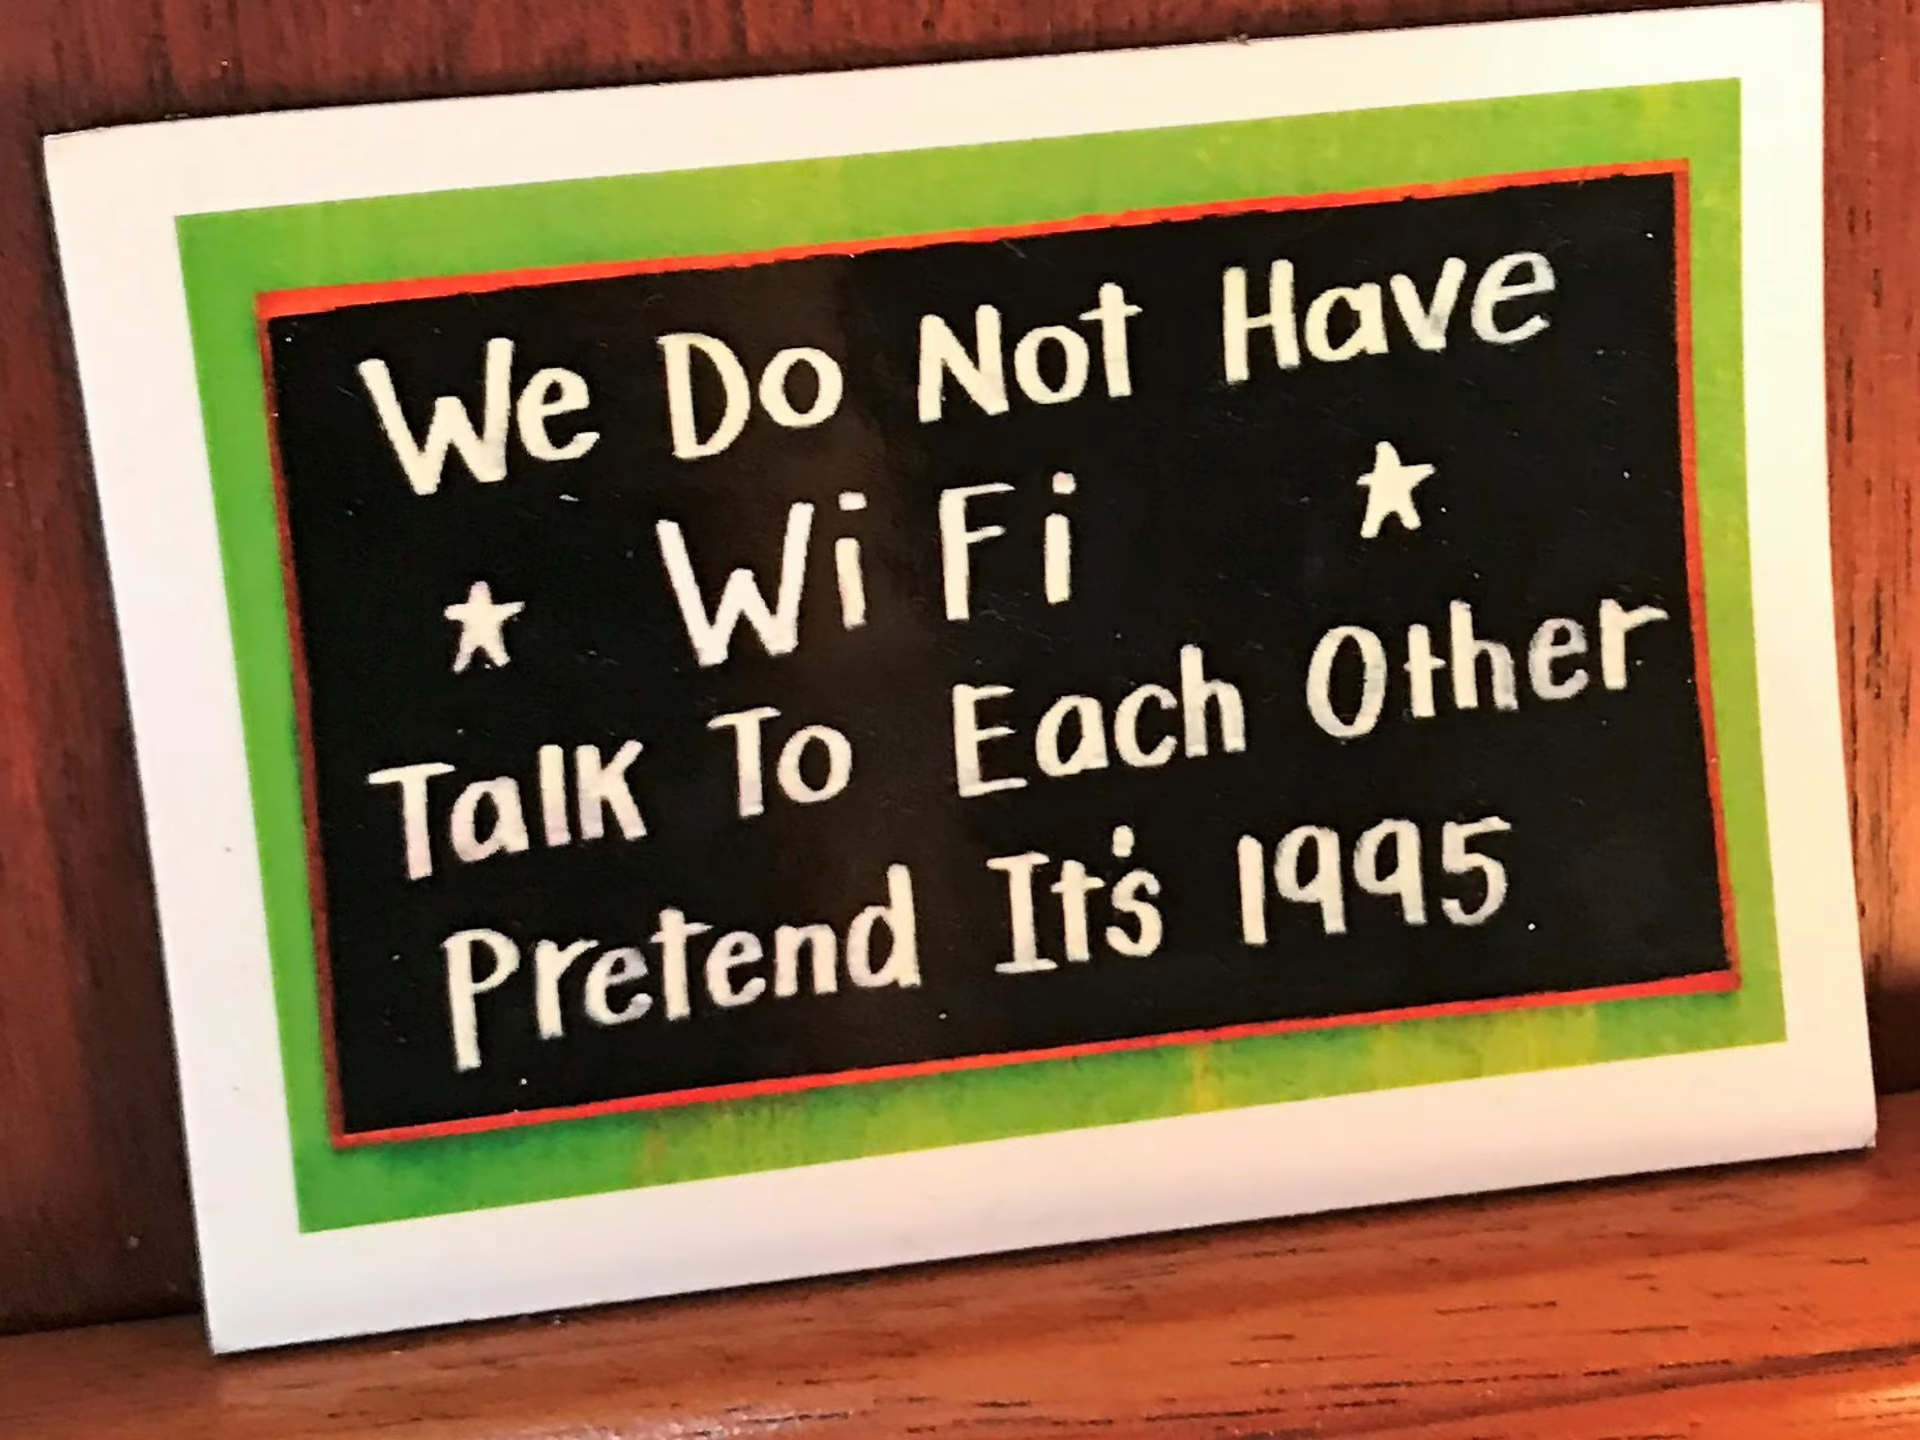 We Do Not Have
★ Wi Fi ★
Talk To Each Other
Pretend It's 1995